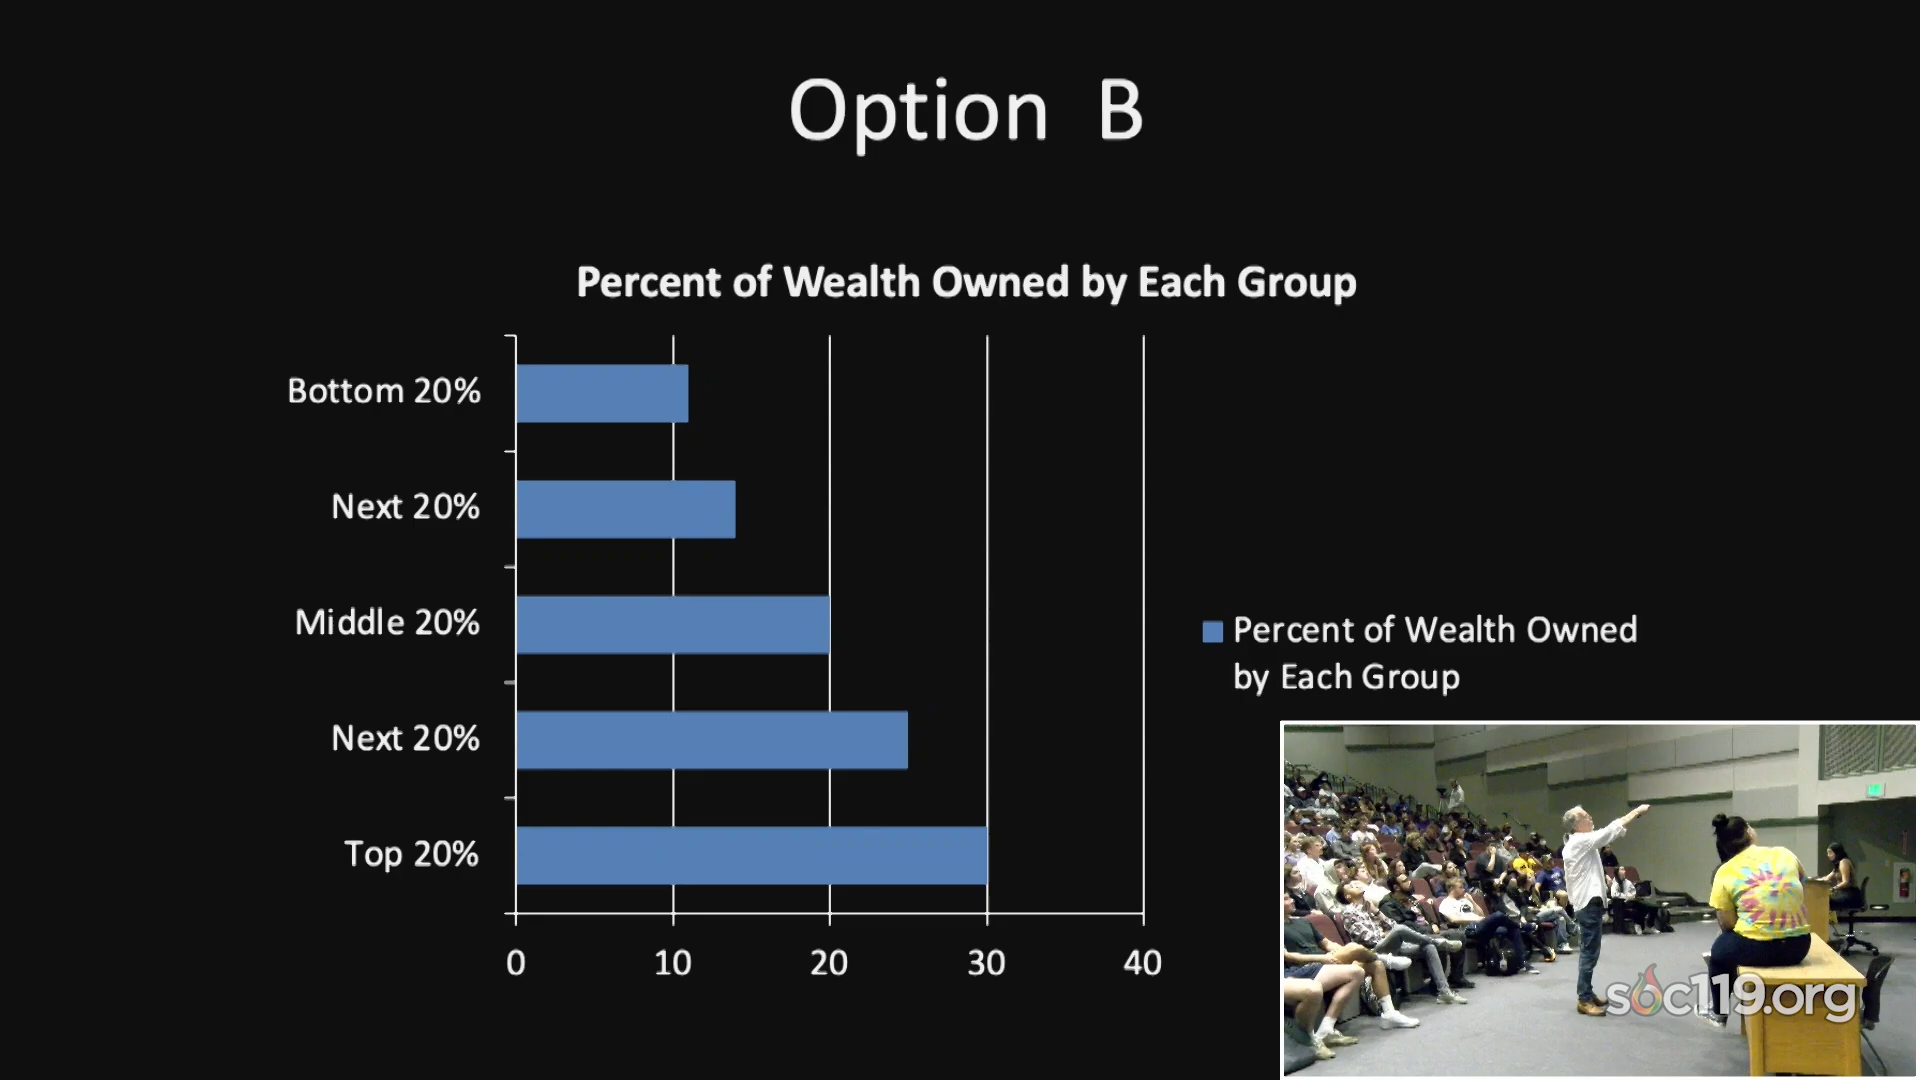 Option B
Percent of Wealth Owned by Each Group
Bottom 20%
Next 20%
Middle 20%
Next 20%
Top 20%
0 10 20 30 40
Percent of Wealth Owned
by Each Group
soc119.org